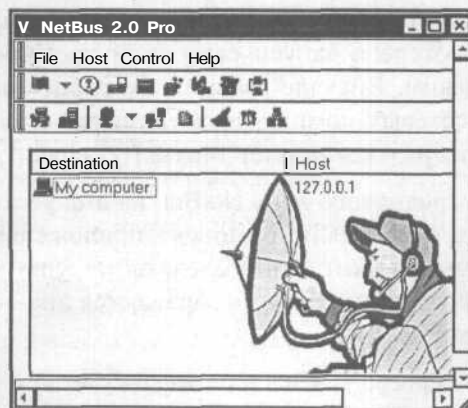 V NetBus 2.0 Pro
File Host Control Help
Destination Host
My computer 127.0.0.1